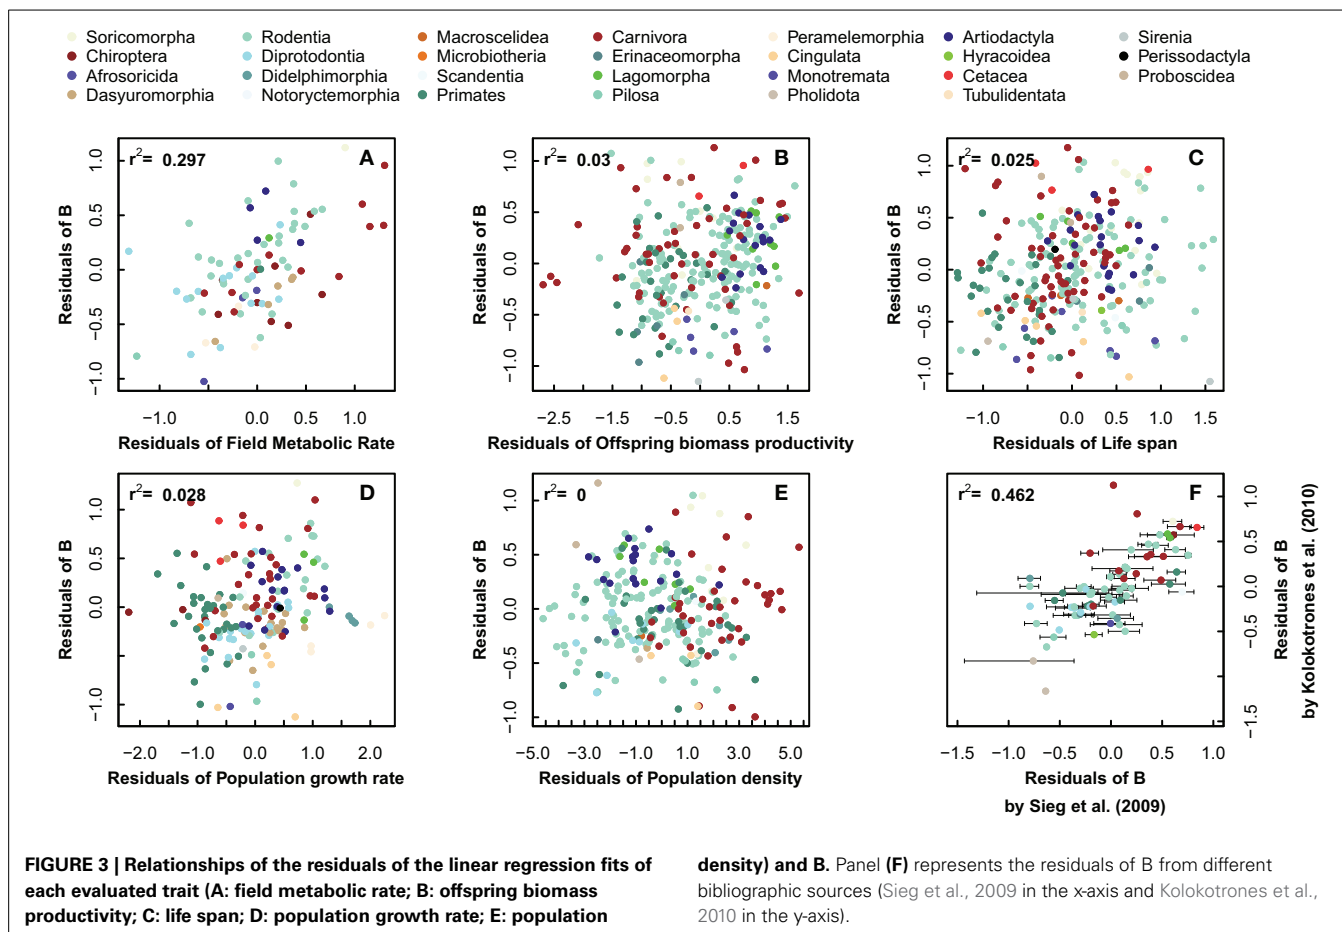 Soricomorpha Rodentia Macroscelidea Carnivora Peramelemorphia Artiodactyla Sirenia
Chiroptera Diprotodontia Microbiotheria Erinaceomorpha Cingulata Hyracoidea Perissodactyla
Afrosoricida Didelphimorphia Scandentia Lagomorpha Monotremata Cetacea Proboscidea
Dasyuromorphia Notoryctemorphia Primates Pilosa Pholidota Tubulidentata
r²= 0.297 A
Residuals of B
1.0
0.5
0.0
−0.5
−1.0
−1.0 0.0 0.5 1.0
Residuals of Field Metabolic Rate
r²= 0.03 B
Residuals of B
1.0
0.5
0.0
−0.5
−1.0
−2.5 −1.5 −0.5 0.5 1.5
Residuals of Offspring biomass productivity
r²= 0.025 C
Residuals of B
1.0
0.5
0.0
−0.5
−1.0
−1.0 0.0 0.5 1.0 1.5
Residuals of Life span
r²= 0.028 D
Residuals of B
1.0
0.5
0.0
−1.0
−2.0 −1.0 0.0 1.0 2.0
Residuals of Population growth rate
r²= 0 E
Residuals of B
1.0
0.5
0.0
−0.5
−1.0
−5.0 −3.0 −1.0 1.0 3.0 5.0
Residuals of Population density
r²= 0.462 F
1.0
0.5
0.0
−0.5
−1.5
Residuals of B
by Kolokotrones et al. (2010)
−1.5 −1.0 −0.5 0.0 0.5 1.0
Residuals of B
by Sieg et al. (2009)
FIGURE 3 | Relationships of the residuals of the linear regression fits of
each evaluated trait (A: field metabolic rate; B: offspring biomass
productivity; C: life span; D: population growth rate; E: population
density) and B. Panel (F) represents the residuals of B from different
bibliographic sources (Sieg et al., 2009 in the x-axis and Kolokotrones et al.,
2010 in the y-axis).